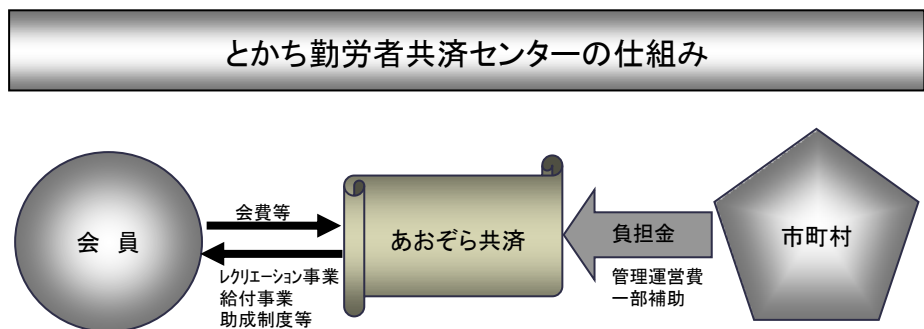 とかち勤労者共済センターの仕組み
会 員
会費等
レクリエーション事業
給付事業
助成制度等
あおぞら共済
負担金
管理運営費
一部補助
市町村